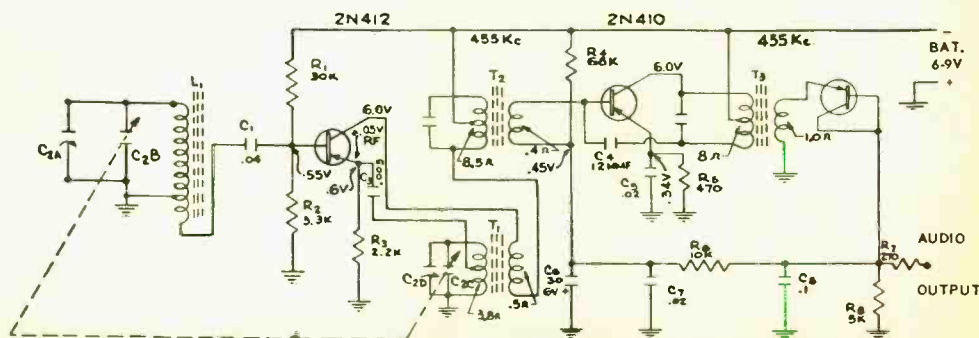 2N412
2N410
455Kc
455Kc
BAT.
6-9V
+
R1
30K
R4
68K
L1
T2
T3
6.0V
6.0V
C1
.04
.05V
RF
C2A
C2B
.55V
.6V
C3
.005
8.5Ω
.4Ω
.45V
C4
12MMF
C5
.02
.34V
R5
470
8Ω
1.0Ω
R2
3.3K
R3
2.2K
T1
C2D
C2C
3.8Ω
.5Ω
C6
30
6V+
C7
.02
R6
10K
C8
.1
R7
270
R8
5K
AUDIO
OUTPUT